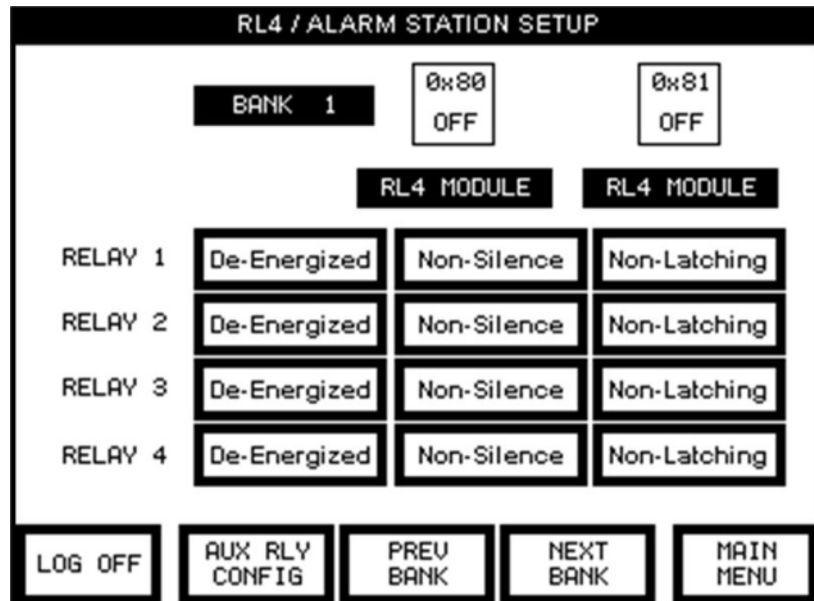 RL4 / ALARM STATION SETUP
BANK 1
0x80
OFF
0x81
OFF
RL4 MODULE RL4 MODULE
RELAY 1 De-Energized Non-Silence Non-Latching
RELAY 2 De-Energized Non-Silence Non-Latching
RELAY 3 De-Energized Non-Silence Non-Latching
RELAY 4 De-Energized Non-Silence Non-Latching
LOG OFF
AUX RLY
CONFIG
PREV
BANK
NEXT
BANK
MAIN
MENU